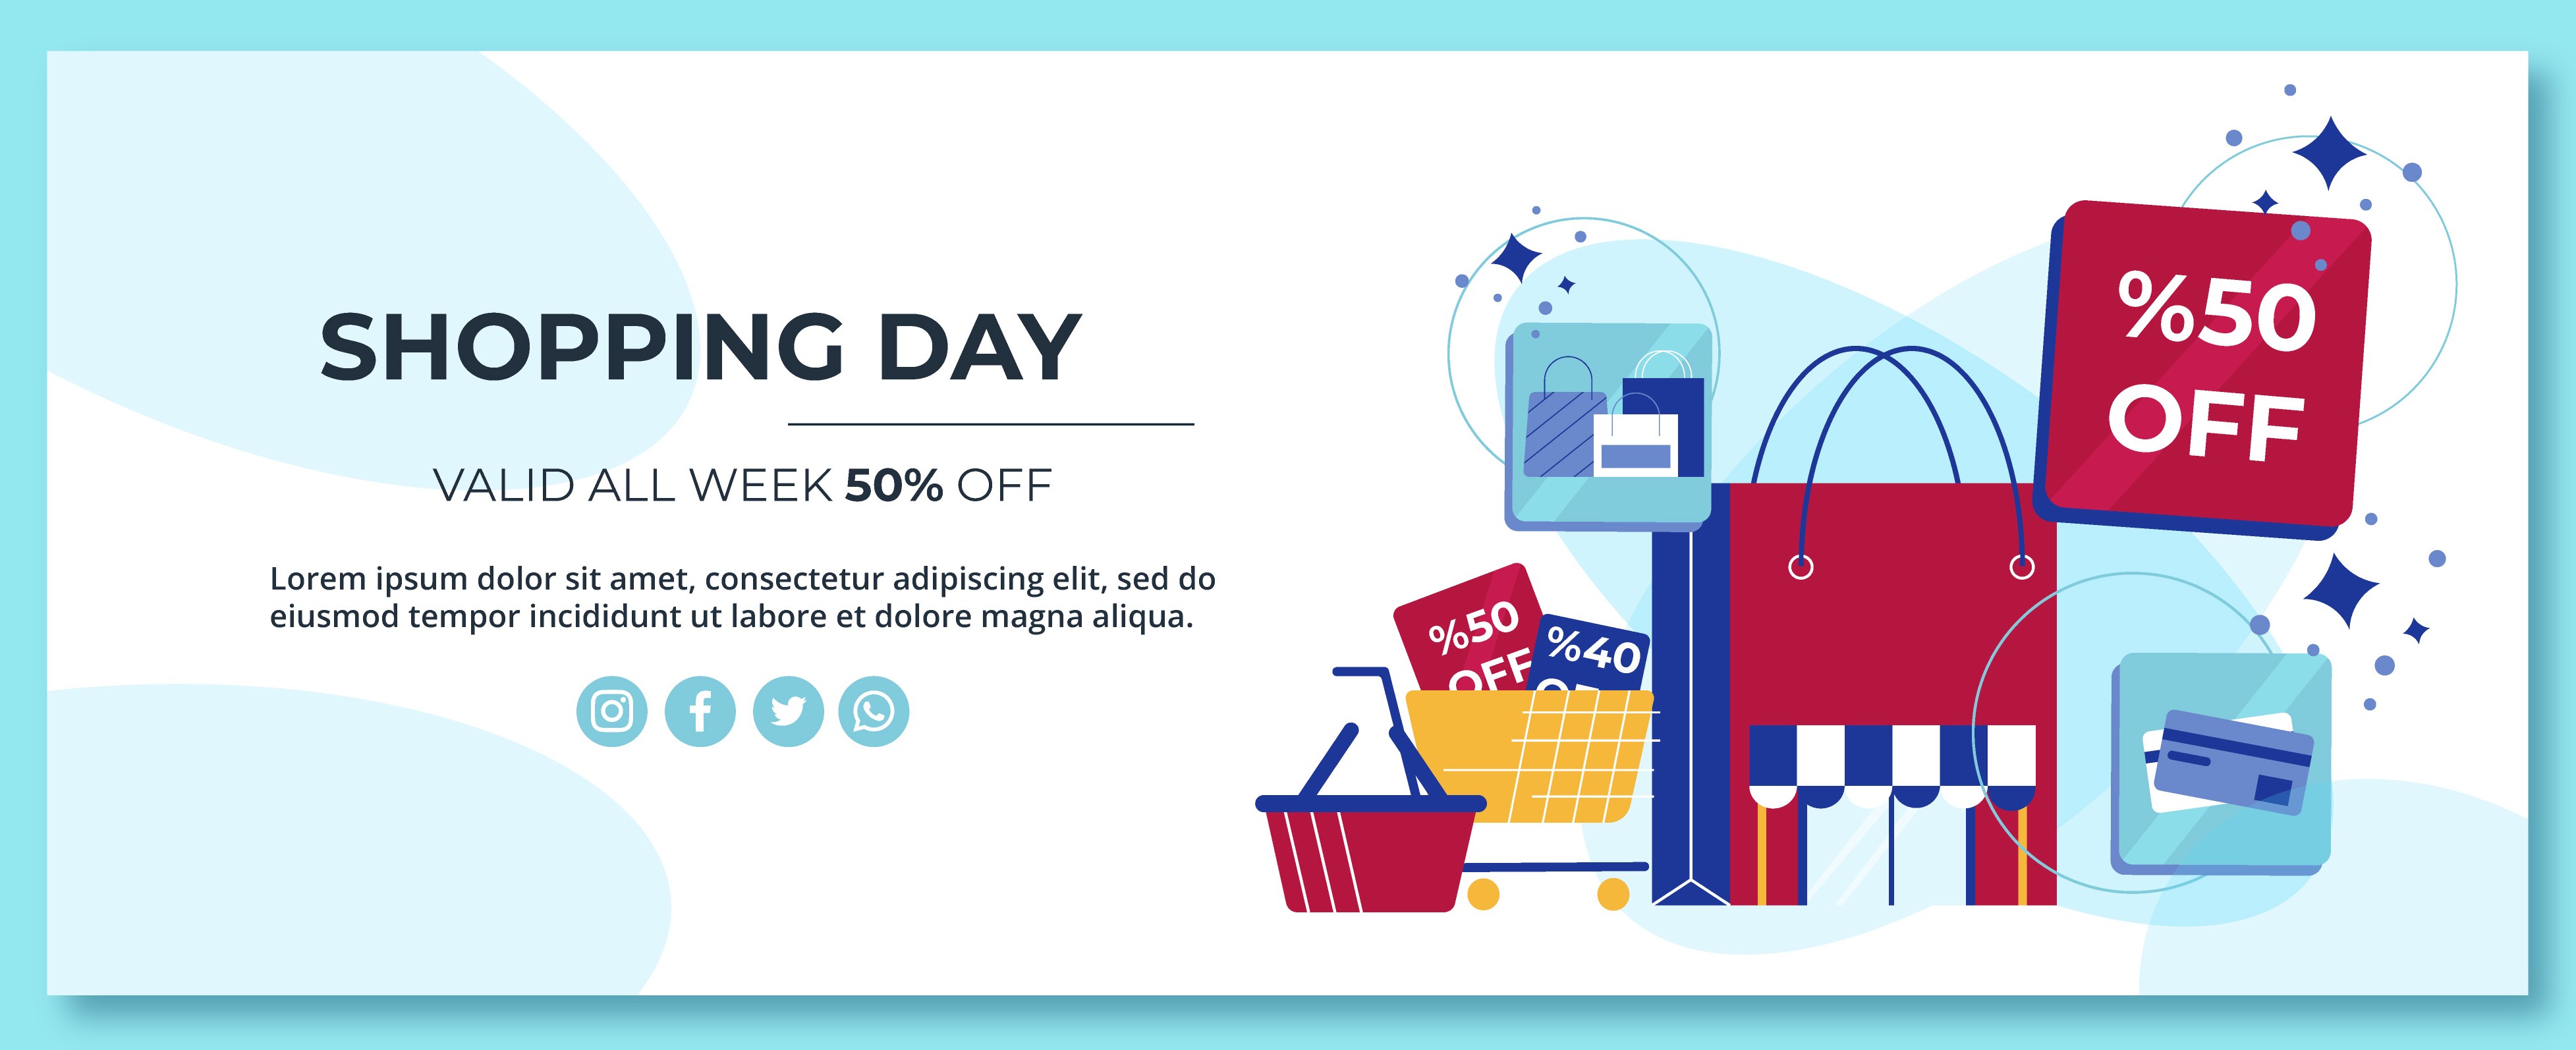 SHOPPING DAY
VALID ALL WEEK 50% OFF
Lorem ipsum dolor sit amet, consectetur adipiscing elit, sed do
eiusmod tempor incididunt ut labore et dolore magna aliqua.
%50
OFF
%50
OFF
%40